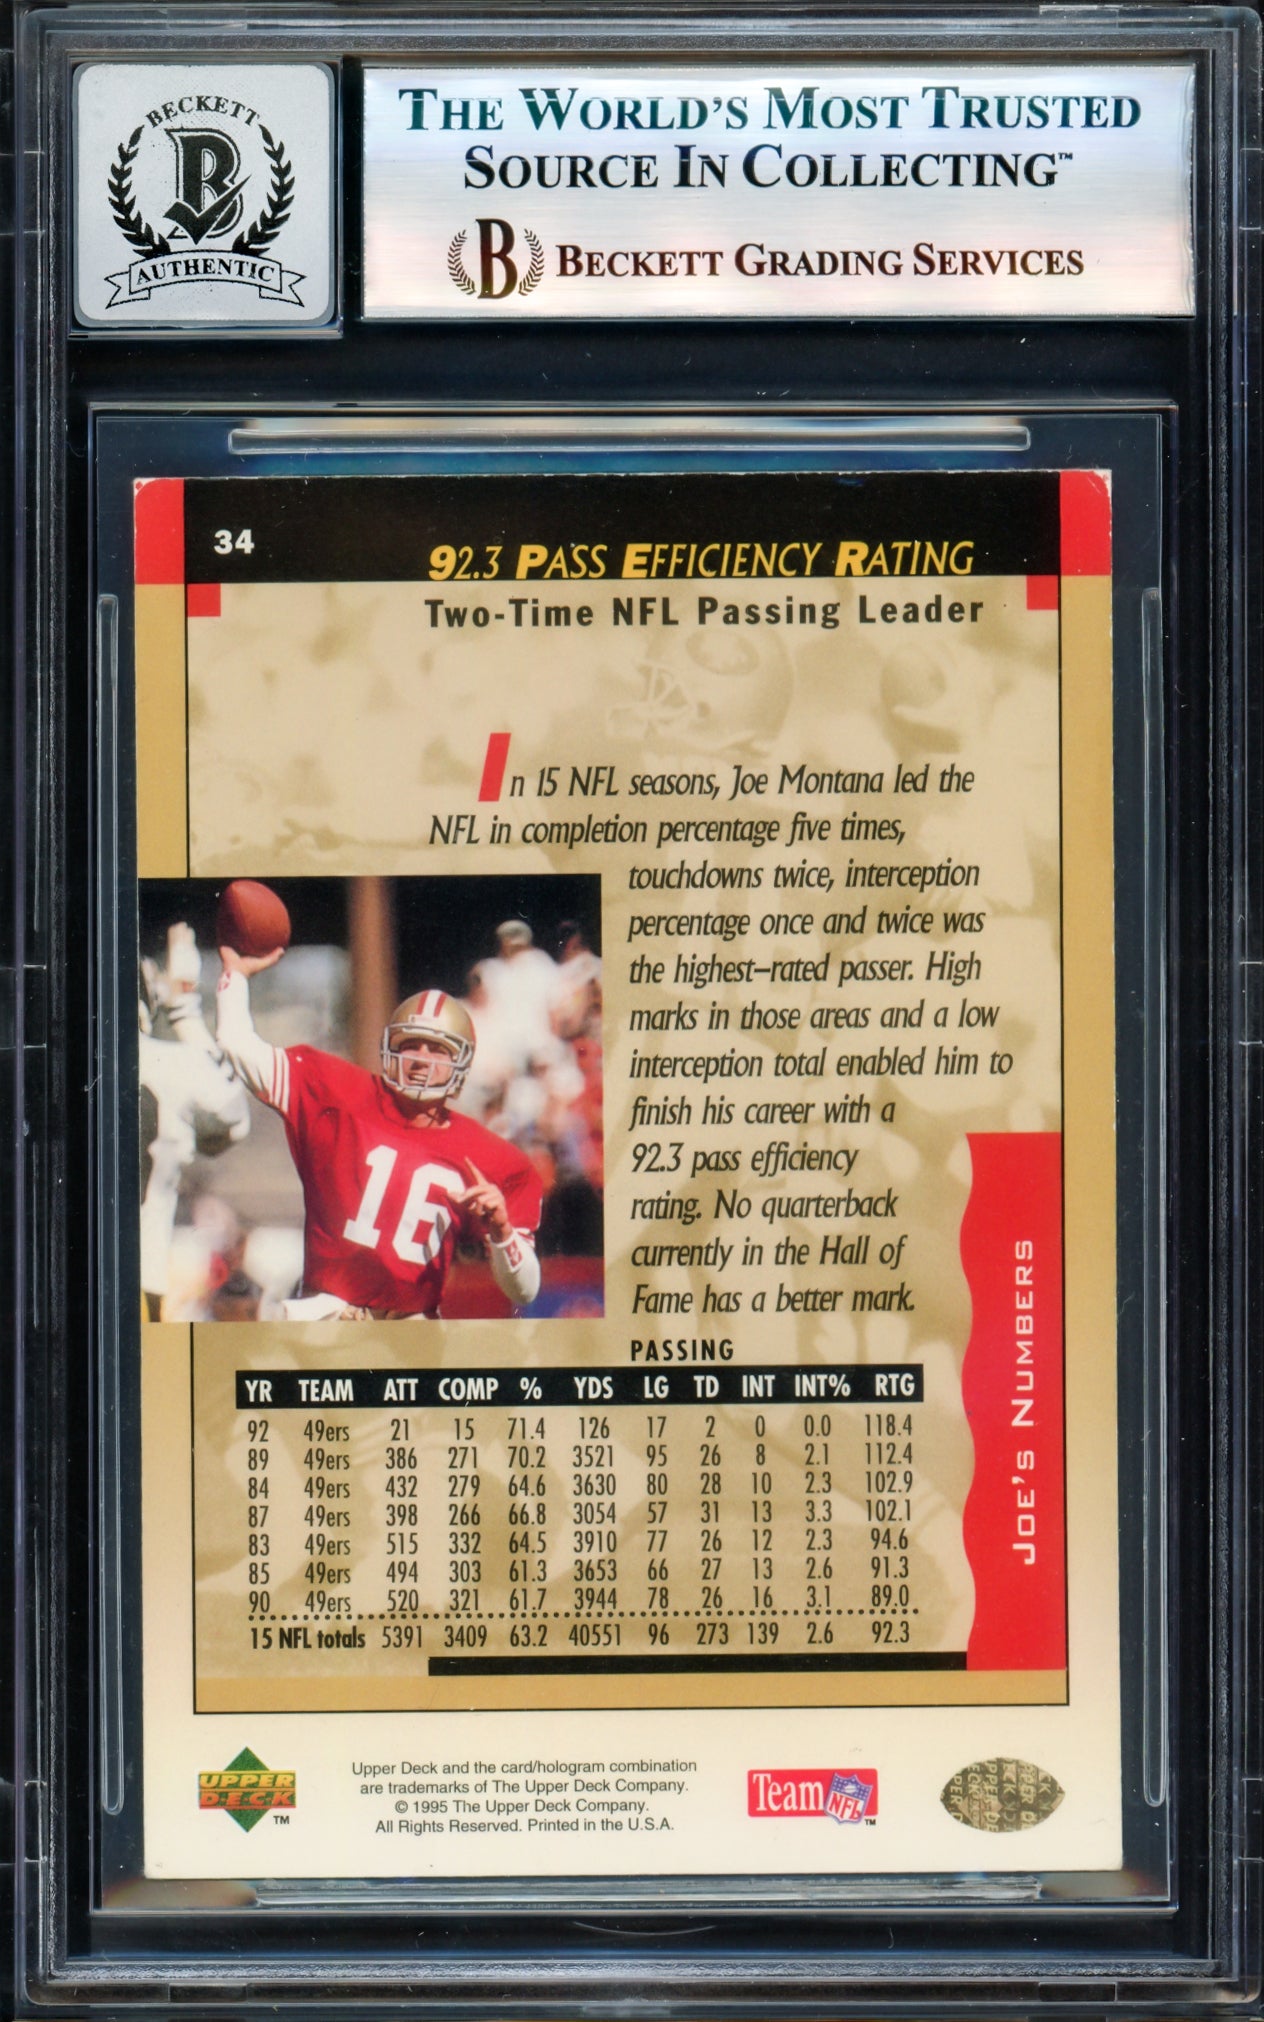 BECKETT
B
AUTHENTIC
THE WORLD'S MOST TRUSTED
SOURCE IN COLLECTING™
B BECKETT GRADING SERVICES
34
92.3 PASS EFFICIENCY RATING
Two-Time NFL Passing Leader
In 15 NFL seasons, Joe Montana led the
NFL in completion percentage five times,
touchdowns twice, interception
percentage once and twice was
the highest–rated passer. High
marks in those areas and a low
interception total enabled him to
finish his career with a
92.3 pass efficiency
rating. No quarterback
currently in the Hall of
Fame has a better mark.
16
JOE'S NUMBERS
PASSING
YR TEAM ATT COMP % YDS LG TD INT INT% RTG
92 49ers 21 15 71.4 126 17 2 0 0.0 118.4
89 49ers 386 271 70.2 3521 95 26 8 2.1 112.4
84 49ers 432 279 64.6 3630 80 28 10 2.3 102.9
87 49ers 398 266 66.8 3054 57 31 13 3.3 102.1
83 49ers 515 332 64.5 3910 77 26 12 2.3 94.6
85 49ers 494 303 61.3 3653 66 27 13 2.6 91.3
90 49ers 520 321 61.7 3944 78 26 16 3.1 89.0
15 NFL totals 5391 3409 63.2 40551 96 273 139 2.6 92.3
UPPER
DECK
™
Upper Deck and the card/hologram combination
are trademarks of The Upper Deck Company.
© 1995 The Upper Deck Company.
All Rights Reserved. Printed in the U.S.A.
Team NFL™